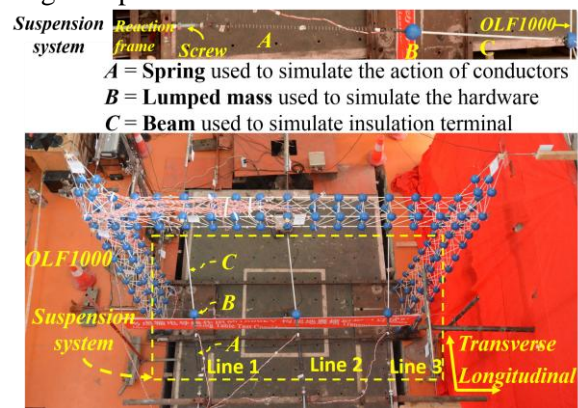 Suspension system
Reaction frame
Screw
A
B
C
OLF1000
A = Spring used to simulate the action of conductors
B = Lumped mass used to simulate the hardware
C = Beam used to simulate insulation terminal
OLF1000
C
B
Suspension system
A
Line 1
Line 2
Line 3
Transverse
Longitudinal